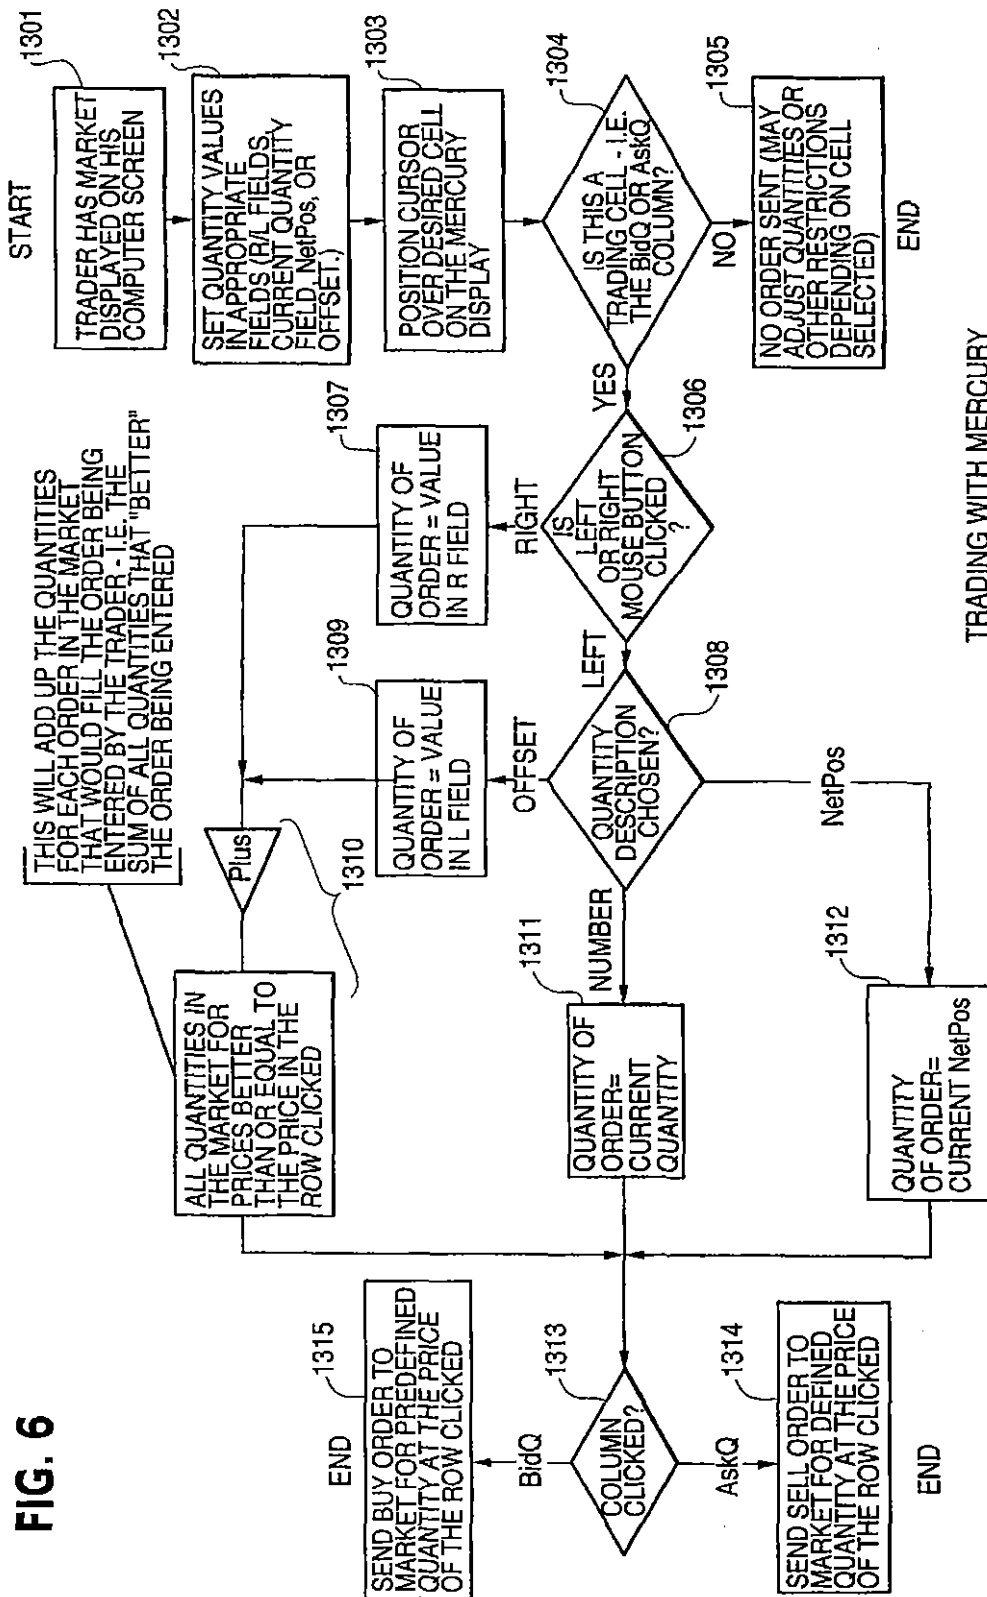 FIG. 6
START
1301
TRADER HAS MARKET
DISPLAYED ON HIS
COMPUTER SCREEN
1302
SET QUANTITY VALUES
IN APPROPRIATE
FIELDS (R/L FIELDS,
CURRENT QUANTITY
FIELD, NetPos, OR
OFFSET.)
1303
POSITION CURSOR
OVER DESIRED CELL
ON THE MERCURY
DISPLAY
1304
IS THIS A
TRADING CELL - I.E.
THE BidQ OR AskQ
COLUMN?
NO
1305
NO ORDER SENT (MAY
ADJUST QUANTITIES OR
OTHER RESTRICTIONS
DEPENDING ON CELL
SELECTED)
END
YES
1306
IS
LEFT
OR RIGHT
MOUSE BUTTON
CLICKED
?
RIGHT
1307
QUANTITY OF
ORDER = VALUE
IN R FIELD
LEFT
1308
QUANTITY
DESCRIPTION
CHOSEN?
OFFSET
1309
QUANTITY OF
ORDER = VALUE
IN L FIELD
Plus
1310
ALL QUANTITIES IN
THE MARKET FOR
PRICES BETTER
THAN OR EQUAL TO
THE PRICE IN THE
ROW CLICKED
THIS WILL ADD UP THE QUANTITIES
FOR EACH ORDER IN THE MARKET
THAT WOULD FILL THE ORDER BEING
ENTERED BY THE TRADER - I.E. THE
SUM OF ALL QUANTITIES THAT "BETTER"
THE ORDER BEING ENTERED
NUMBER
1311
QUANTITY OF
ORDER=
CURRENT
QUANTITY
NetPos
1312
QUANTITY
OF ORDER=
CURRENT NetPos
1313
COLUMN
CLICKED?
BidQ
1315
SEND BUY ORDER TO
MARKET FOR PREDEFINED
QUANTITY AT THE PRICE
OF THE ROW CLICKED
END
AskQ
1314
SEND SELL ORDER TO
MARKET FOR DEFINED
QUANTITY AT THE PRICE
OF THE ROW CLICKED
END
TRADING WITH MERCURY